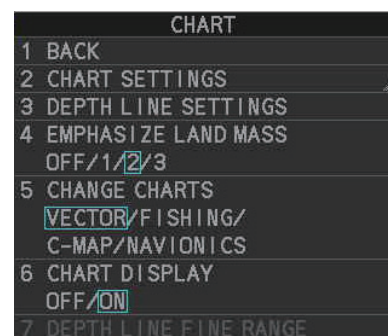 CHART
1 BACK
2 CHART SETTINGS
3 DEPTH LINE SETTINGS
4 EMPHASIZE LAND MASS
OFF/1/2/3
5 CHANGE CHARTS
VECTOR/FISHING/
C-MAP/NAVIONICS
6 CHART DISPLAY
OFF/ON
7 DEPTH LINE FINE RANGE